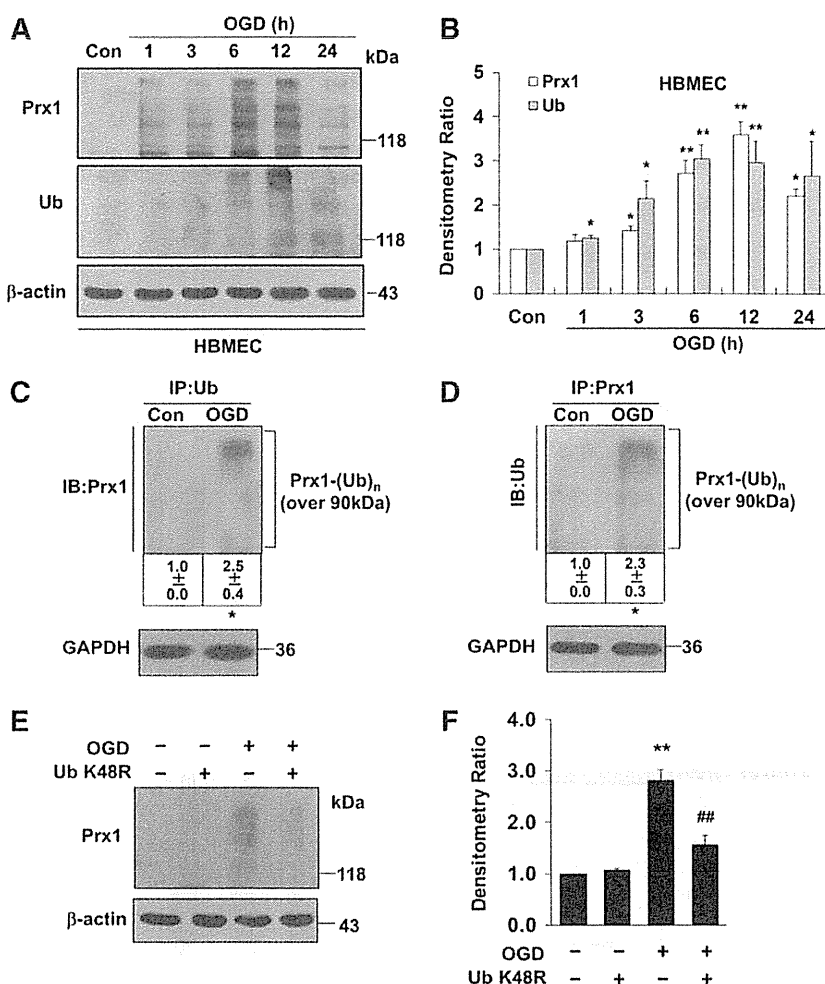 A
OGD (h)
Con 1 3 6 12 24 kDa
Prx1
118
Ub
118
β-actin
43
HBMEC
B
HBMEC
Prx1
Ub
Densitometry Ratio
5
4
3
2
1
0
* * * ** ** ** ** * *
Con 1 3 6 12 24
OGD (h)
C
IP:Ub
Con OGD
IB:Prx1
Prx1-(Ub)n
(over 90kDa)
1.0 ± 0.0
2.5 ± 0.4
*
GAPDH
36
D
IP:Prx1
Con OGD
IB:Ub
Prx1-(Ub)n
(over 90kDa)
1.0 ± 0.0
2.3 ± 0.3
*
GAPDH
36
E
OGD − − + +
Ub K48R − + − +
kDa
Prx1
118
β-actin
43
F
Densitometry Ratio
4.0
3.0
2.0
1.0
0.0
**
##
OGD − − + +
Ub K48R − + − +